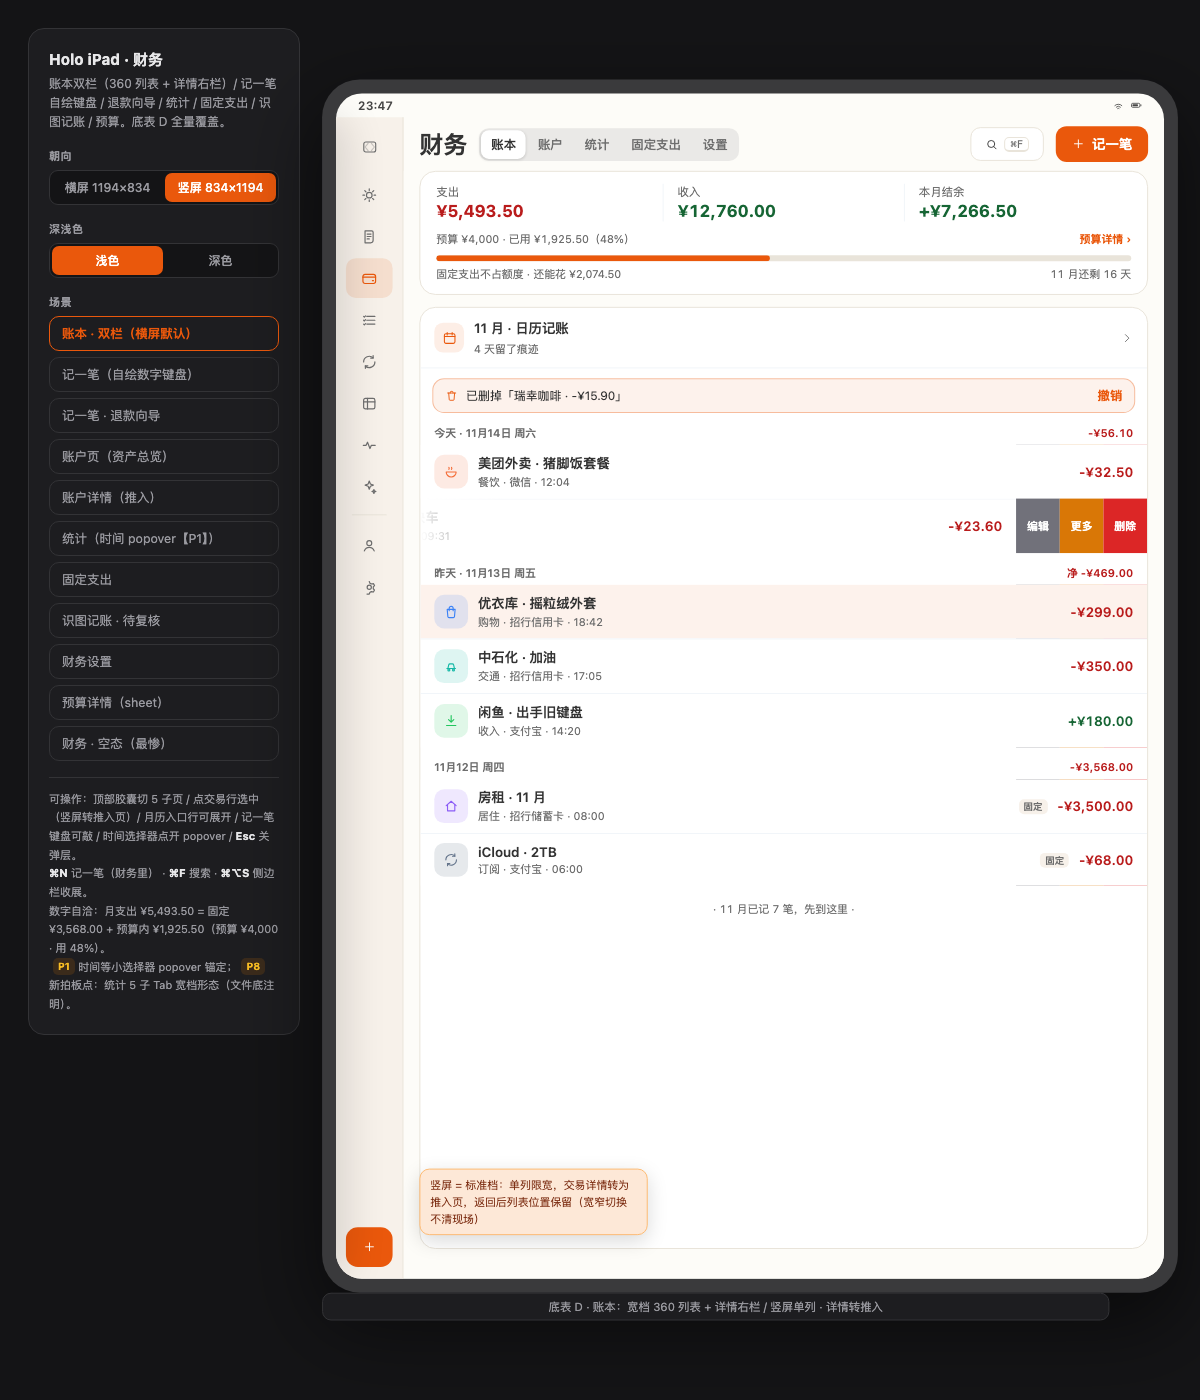 Holo iPad · 财务
账本双栏（360 列表 + 详情右栏）/ 记一笔
自绘键盘 / 退款向导 / 统计 / 固定支出 / 识
图记账 / 预算。底表 D 全量覆盖。
朝向
横屏 1194×834
竖屏 834×1194
深浅色
浅色
深色
场景
账本 · 双栏（横屏默认）
记一笔（自绘数字键盘）
记一笔 · 退款向导
账户页（资产总览）
账户详情（推入）
统计（时间 popover【P1】）
固定支出
识图记账 · 待复核
财务设置
预算详情（sheet）
财务 · 空态（最惨）
可操作：顶部胶囊切 5 子页 / 点交易行选中
（竖屏转推入页）/ 月历入口行可展开 / 记一笔
键盘可敲 / 时间选择器点开 popover / Esc 关
弹层。
⌘N 记一笔（财务里） · ⌘F 搜索 · ⌘⌥S 侧边
栏收展。
数字自洽：月支出 ¥5,493.50 = 固定
¥3,568.00 + 预算内 ¥1,925.50（预算 ¥4,000
· 用 48%）。
P1 时间等小选择器 popover 锚定； P8
新拍板点：统计 5 子 Tab 宽档形态（文件底注
明）。
23:47
财务
账本
账户
统计
固定支出
设置
⌘F
＋ 记一笔
支出
¥5,493.50
收入
¥12,760.00
本月结余
+¥7,266.50
预算 ¥4,000 · 已用 ¥1,925.50（48%）
预算详情 ›
固定支出不占额度 · 还能花 ¥2,074.50
11 月还剩 16 天
11 月 · 日历记账
4 天留了痕迹
已删掉「瑞幸咖啡 · -¥15.90」
撤销
今天 · 11月14日 周六
-¥56.10
美团外卖 · 猪脚饭套餐
餐饮 · 微信 · 12:04
-¥32.50
车
9:31
-¥23.60
编辑
更多
删除
昨天 · 11月13日 周五
净 -¥469.00
优衣库 · 摇粒绒外套
购物 · 招行信用卡 · 18:42
-¥299.00
中石化 · 加油
交通 · 招行信用卡 · 17:05
-¥350.00
闲鱼 · 出手旧键盘
收入 · 支付宝 · 14:20
+¥180.00
11月12日 周四
-¥3,568.00
房租 · 11 月
居住 · 招行储蓄卡 · 08:00
固定
-¥3,500.00
iCloud · 2TB
订阅 · 支付宝 · 06:00
固定
-¥68.00
· 11 月已记 7 笔，先到这里 ·
竖屏 = 标准档：单列限宽，交易详情转为
推入页，返回后列表位置保留（宽窄切换
不清现场）
底表 D · 账本：宽档 360 列表 + 详情右栏 / 竖屏单列 · 详情转推入